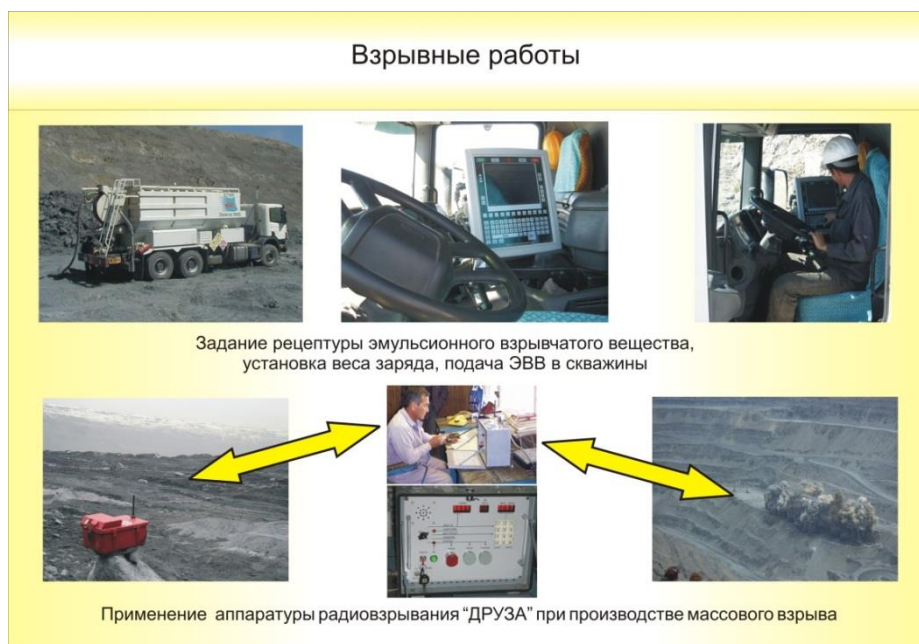 Взрывные работы
Задание рецептуры эмульсионного взрывчатого вещества,
установка веса заряда, подача ЭВВ в скважины
Применение аппаратуры радиовзрывания “ДРУЗА” при производстве массового взрыва